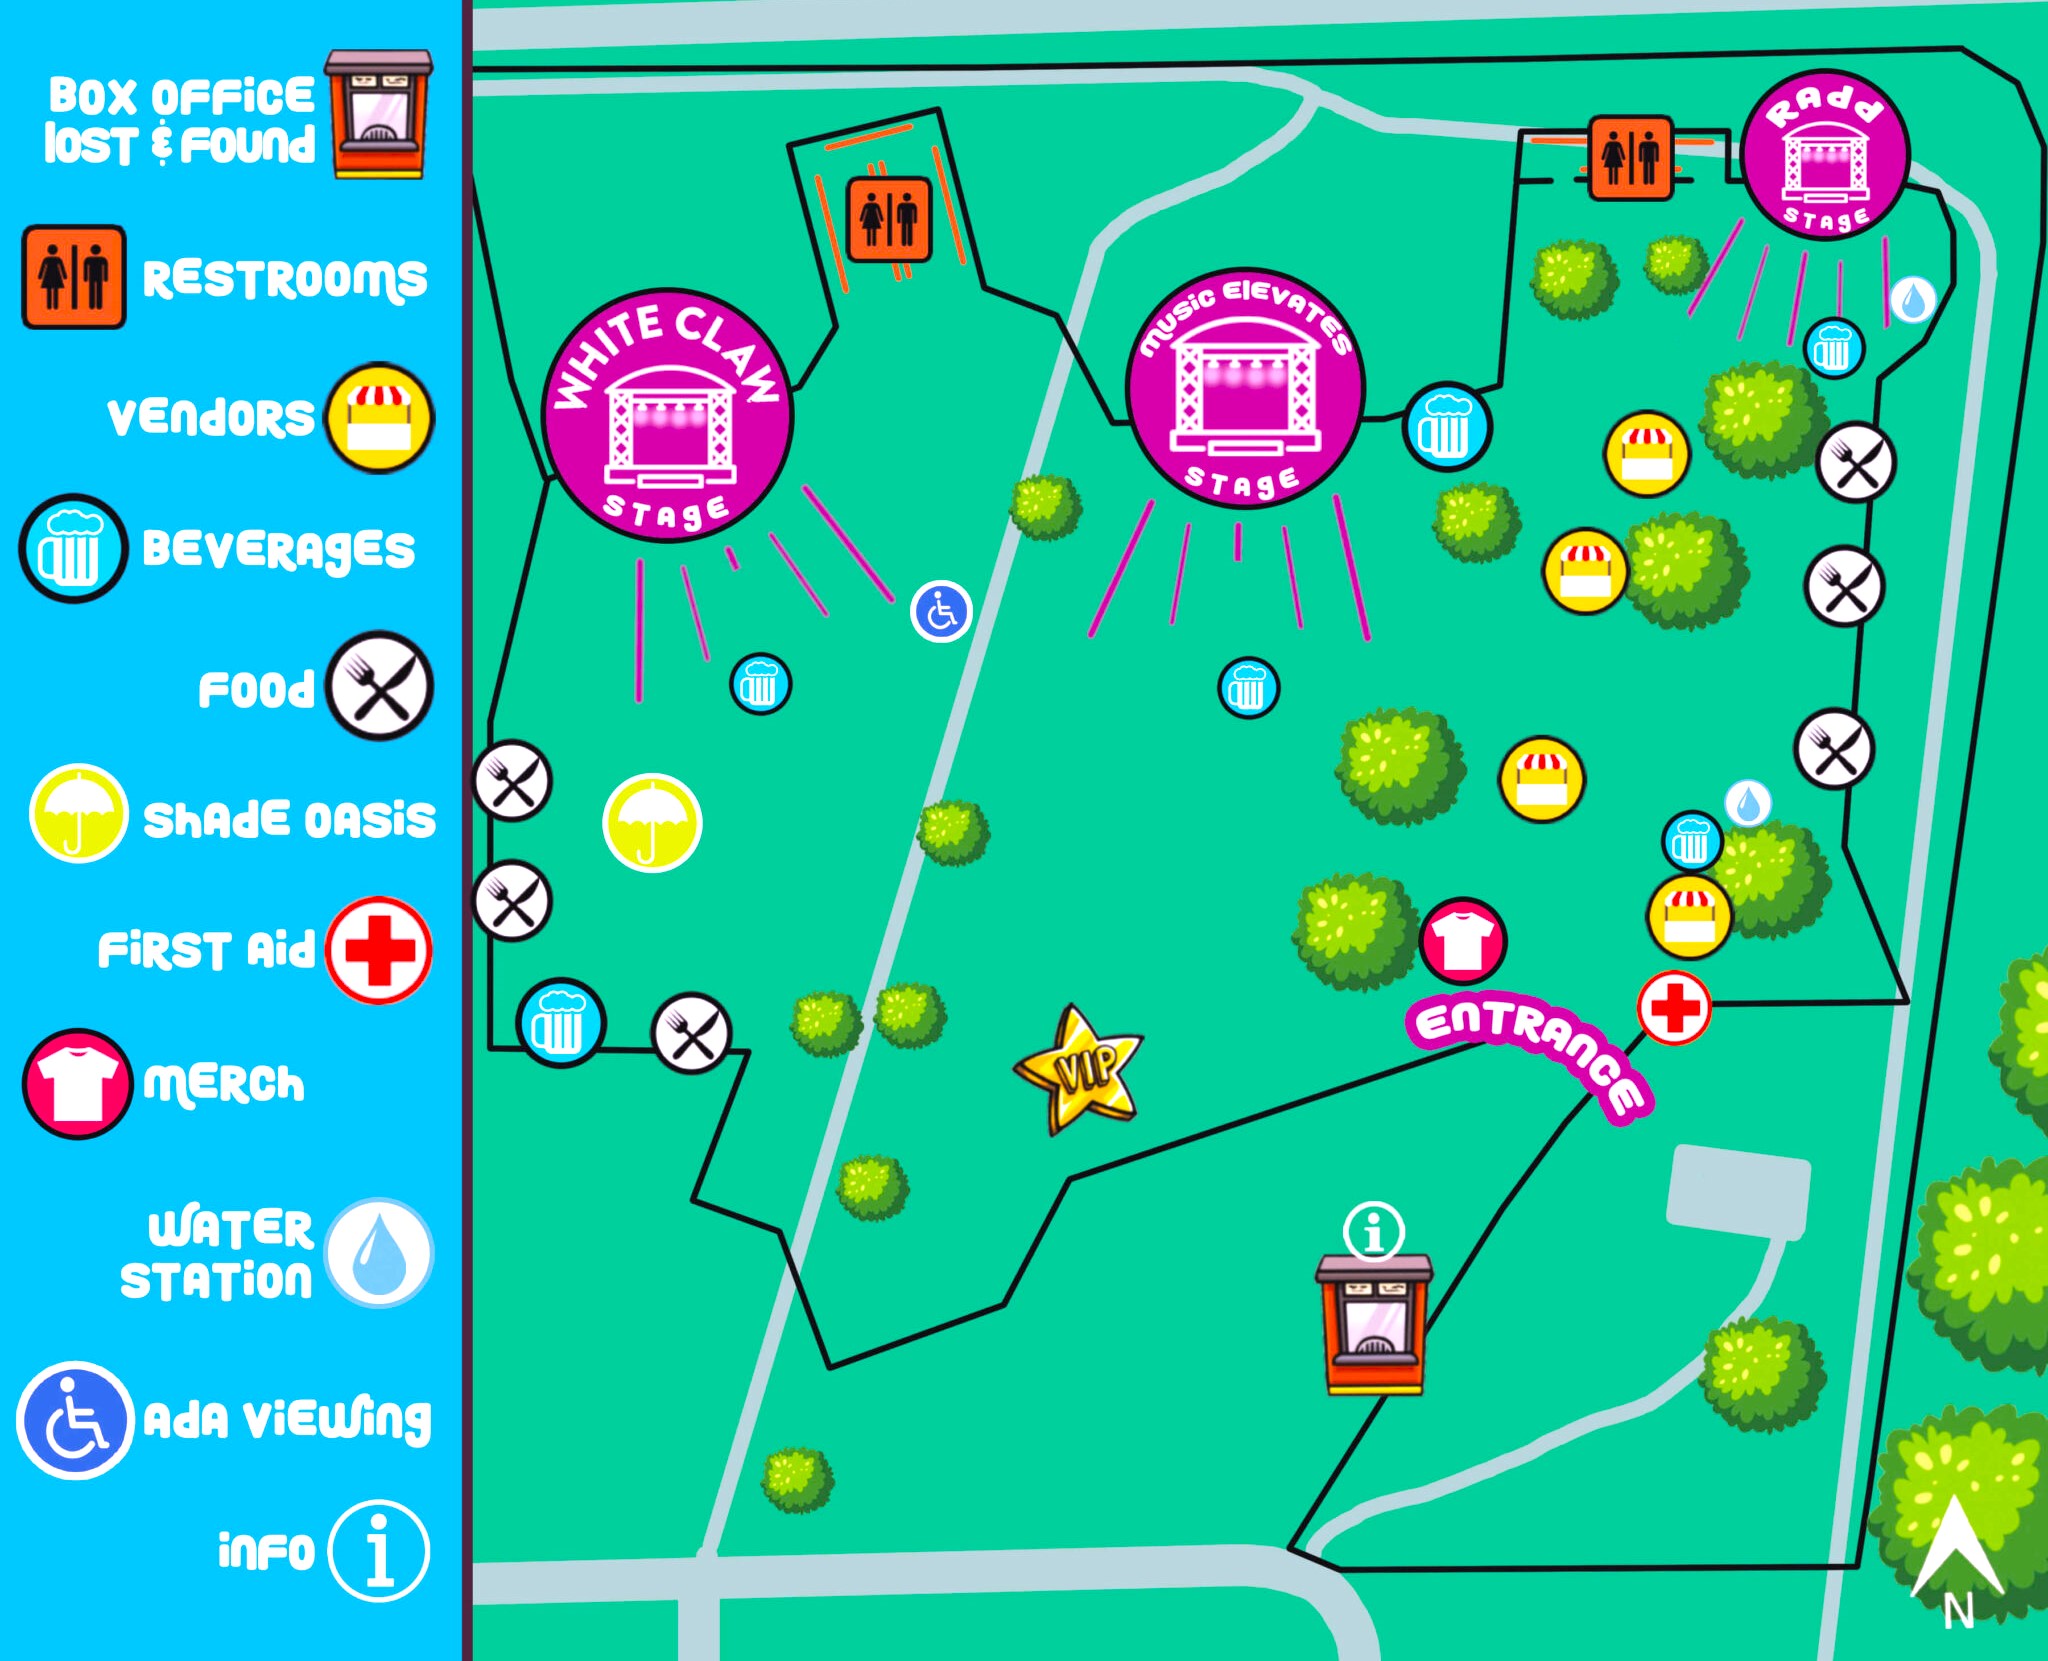 BOX OFFICE
LOST & FOUND
RESTROOMS
VENDORS
BEVERAGES
FOOD
SHADE OASIS
FIRST AID
MERCH
WATER
STATION
ADA VIEWING
INFO
RADD
STAGE
MUSIC ELEVATES
STAGE
WHITE CLAW
STAGE
ENTRANCE
VIP
N